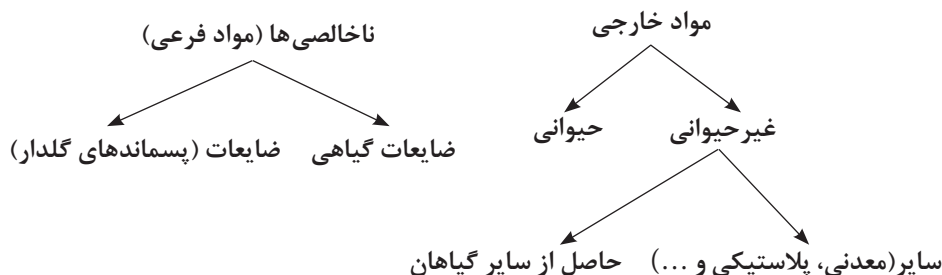 مواد خارجی
ناخالصی‌ها (مواد فرعی)
غیرحیوانی
حیوانی
ضایعات گیاهی
ضایعات (پسماندهای گلدار)
سایر(معدنی، پلاستیکی و ...)
حاصل از سایر گیاهان